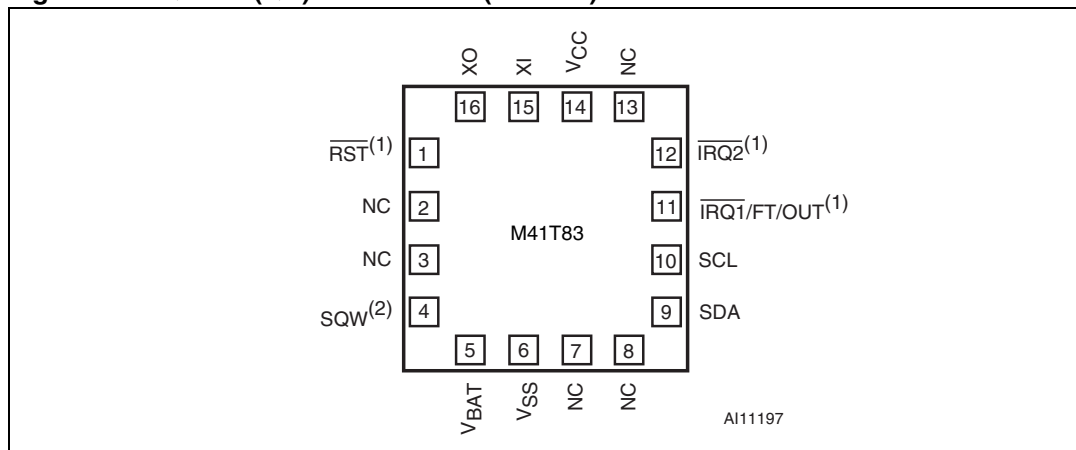 XO XI VCC NC
16 15 14 13
RST(1) 1 12 IRQ2(1)
NC 2 11 IRQ1/FT/OUT(1)
M41T83
NC 3 10 SCL
SQW(2) 4 9 SDA
5 6 7 8
VBAT VSS NC NC
AI11197